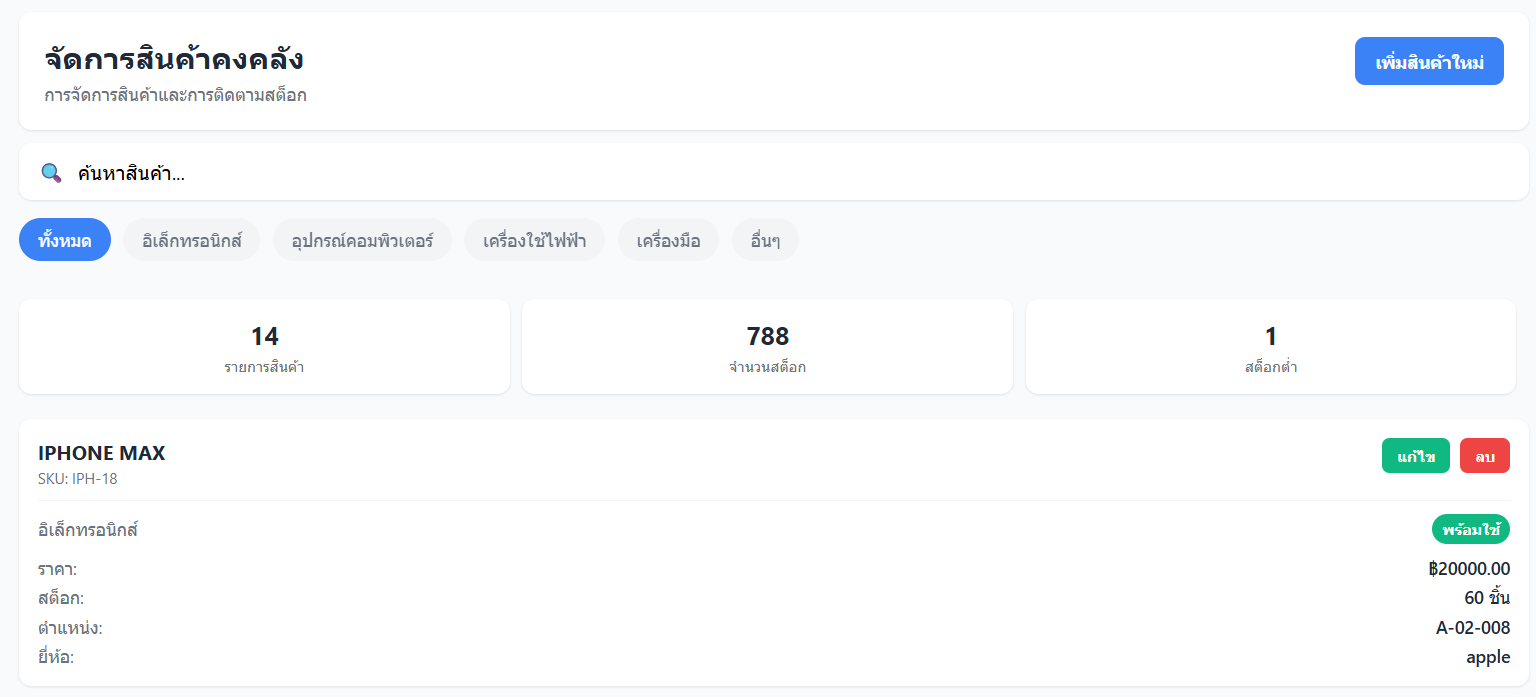 จัดการสินค้าคงคลัง
การจัดการสินค้าและการติดตามสต็อก
เพิ่มสินค้าใหม่
ค้นหาสินค้า...
ทั้งหมด
อิเล็กทรอนิกส์
อุปกรณ์คอมพิวเตอร์
เครื่องใช้ไฟฟ้า
เครื่องมือ
อื่นๆ
14
รายการสินค้า
788
จำนวนสต็อก
1
สต็อกต่ำ
IPHONE MAX
SKU: IPH-18
แก้ไข
ลบ
อิเล็กทรอนิกส์
พร้อมใช้
ราคา: ฿20000.00
สต็อก: 60 ชิ้น
ตำแหน่ง: A-02-008
ยี่ห้อ: apple